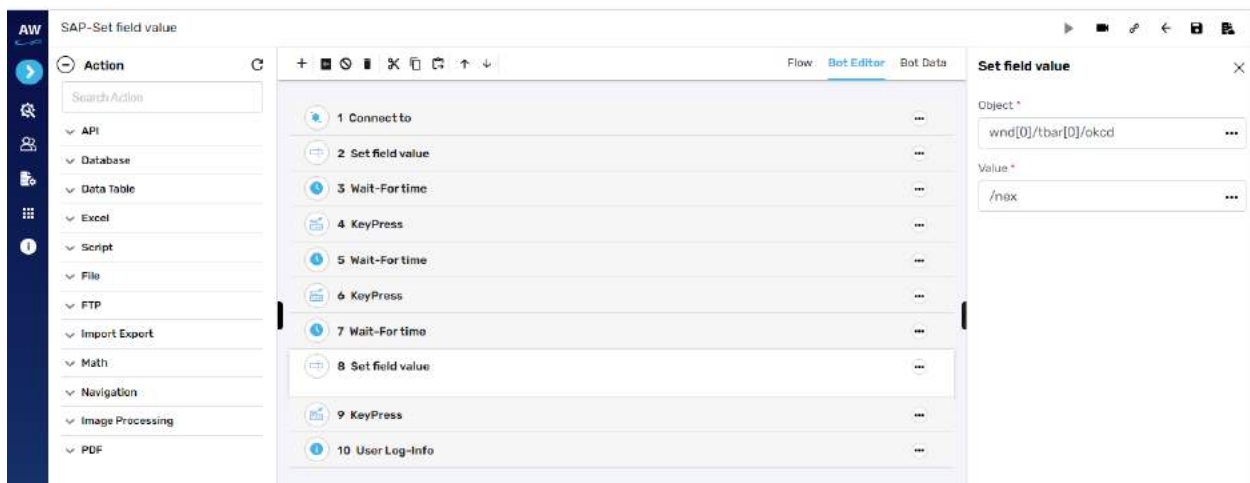 AW
SAP-Set field value
Action
Search Action
API
Database
Data Table
Excel
Script
File
FTP
Import Export
Math
Navigation
Image Processing
PDF
Flow Bot Editor Bot Data
1 Connect to
2 Set field value
3 Wait-For time
4 KeyPress
5 Wait-For time
6 KeyPress
7 Wait-For time
8 Set field value
9 KeyPress
10 User Log-Info
Set field value
Object *
wnd[0]/tbar[0]/okcd
Value *
/nex